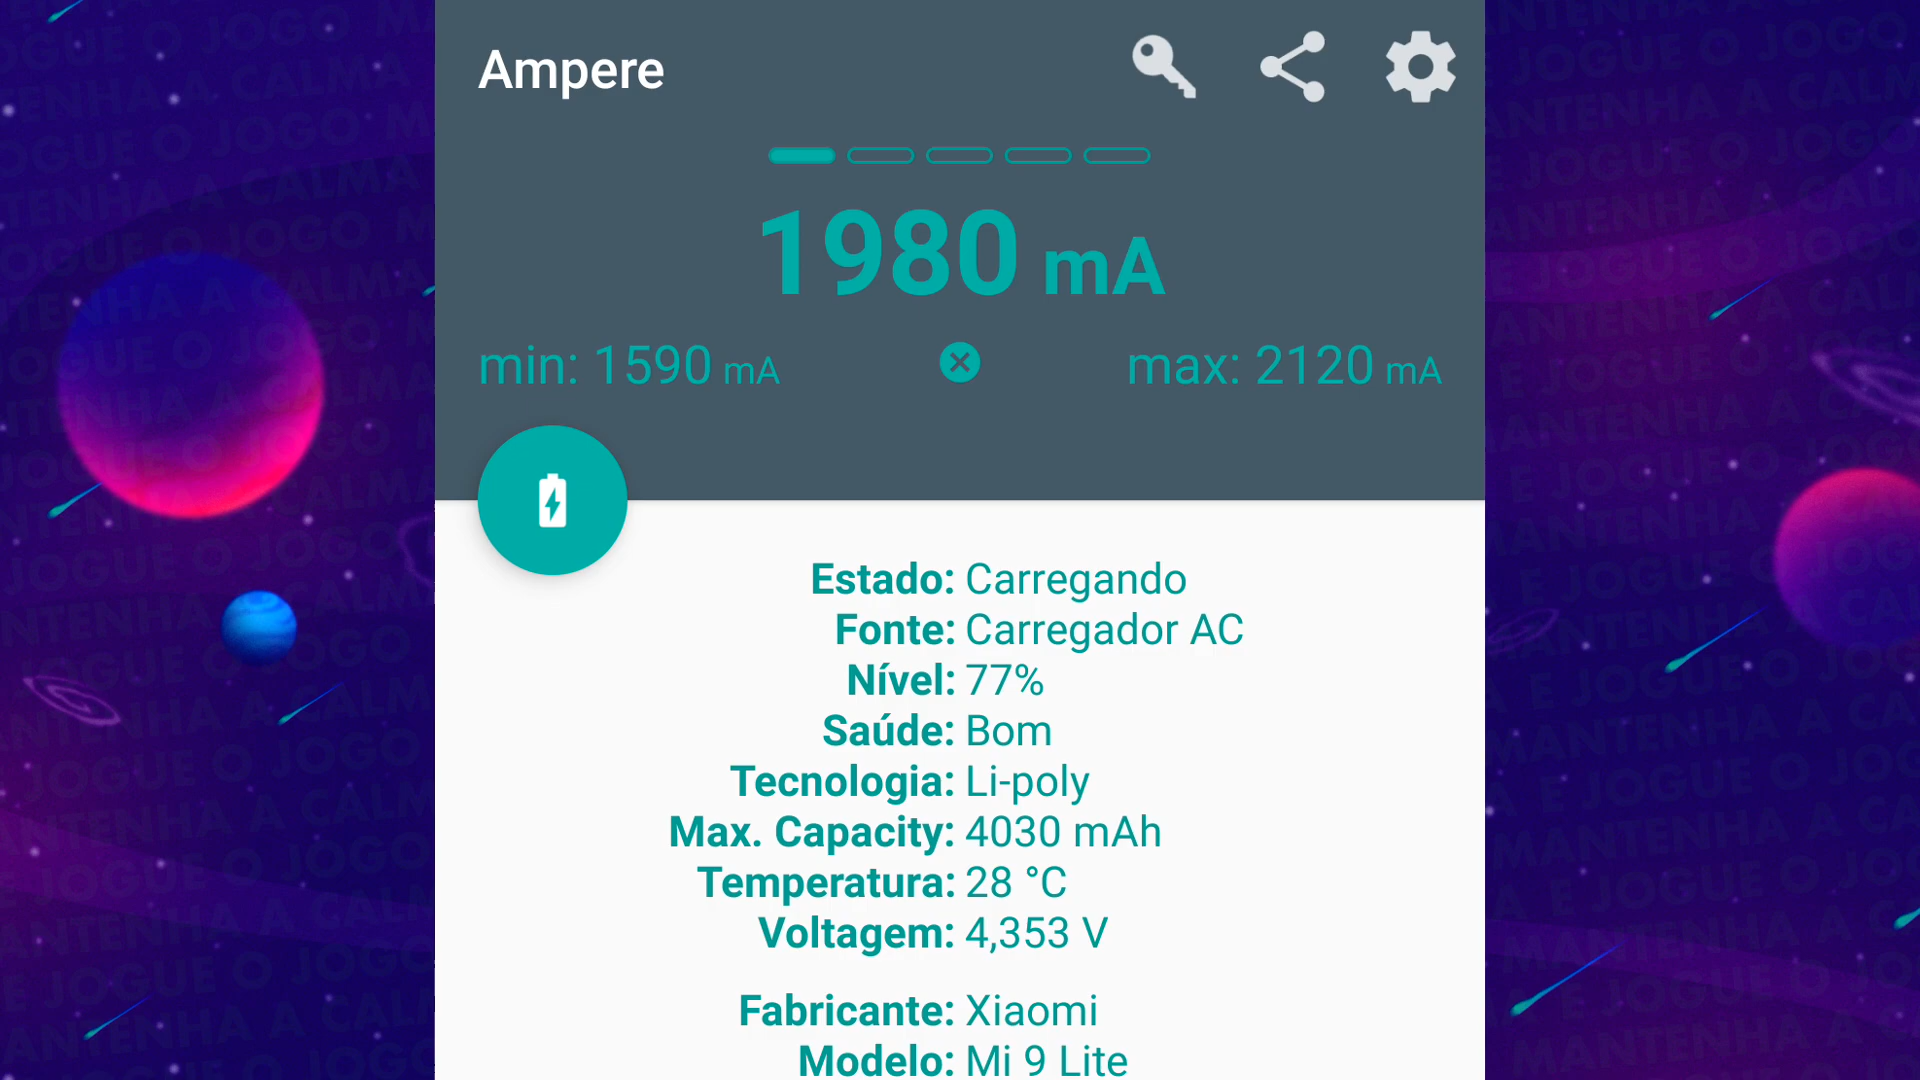 Ampere
1980 mA
min: 1590 mA
max: 2120 mA
Estado: Carregando
Fonte: Carregador AC
Nível: 77%
Saúde: Bom
Tecnologia: Li-poly
Max. Capacity: 4030 mAh
Temperatura: 28 °C
Voltagem: 4,353 V
Fabricante: Xiaomi
Modelo: Mi 9 Lite